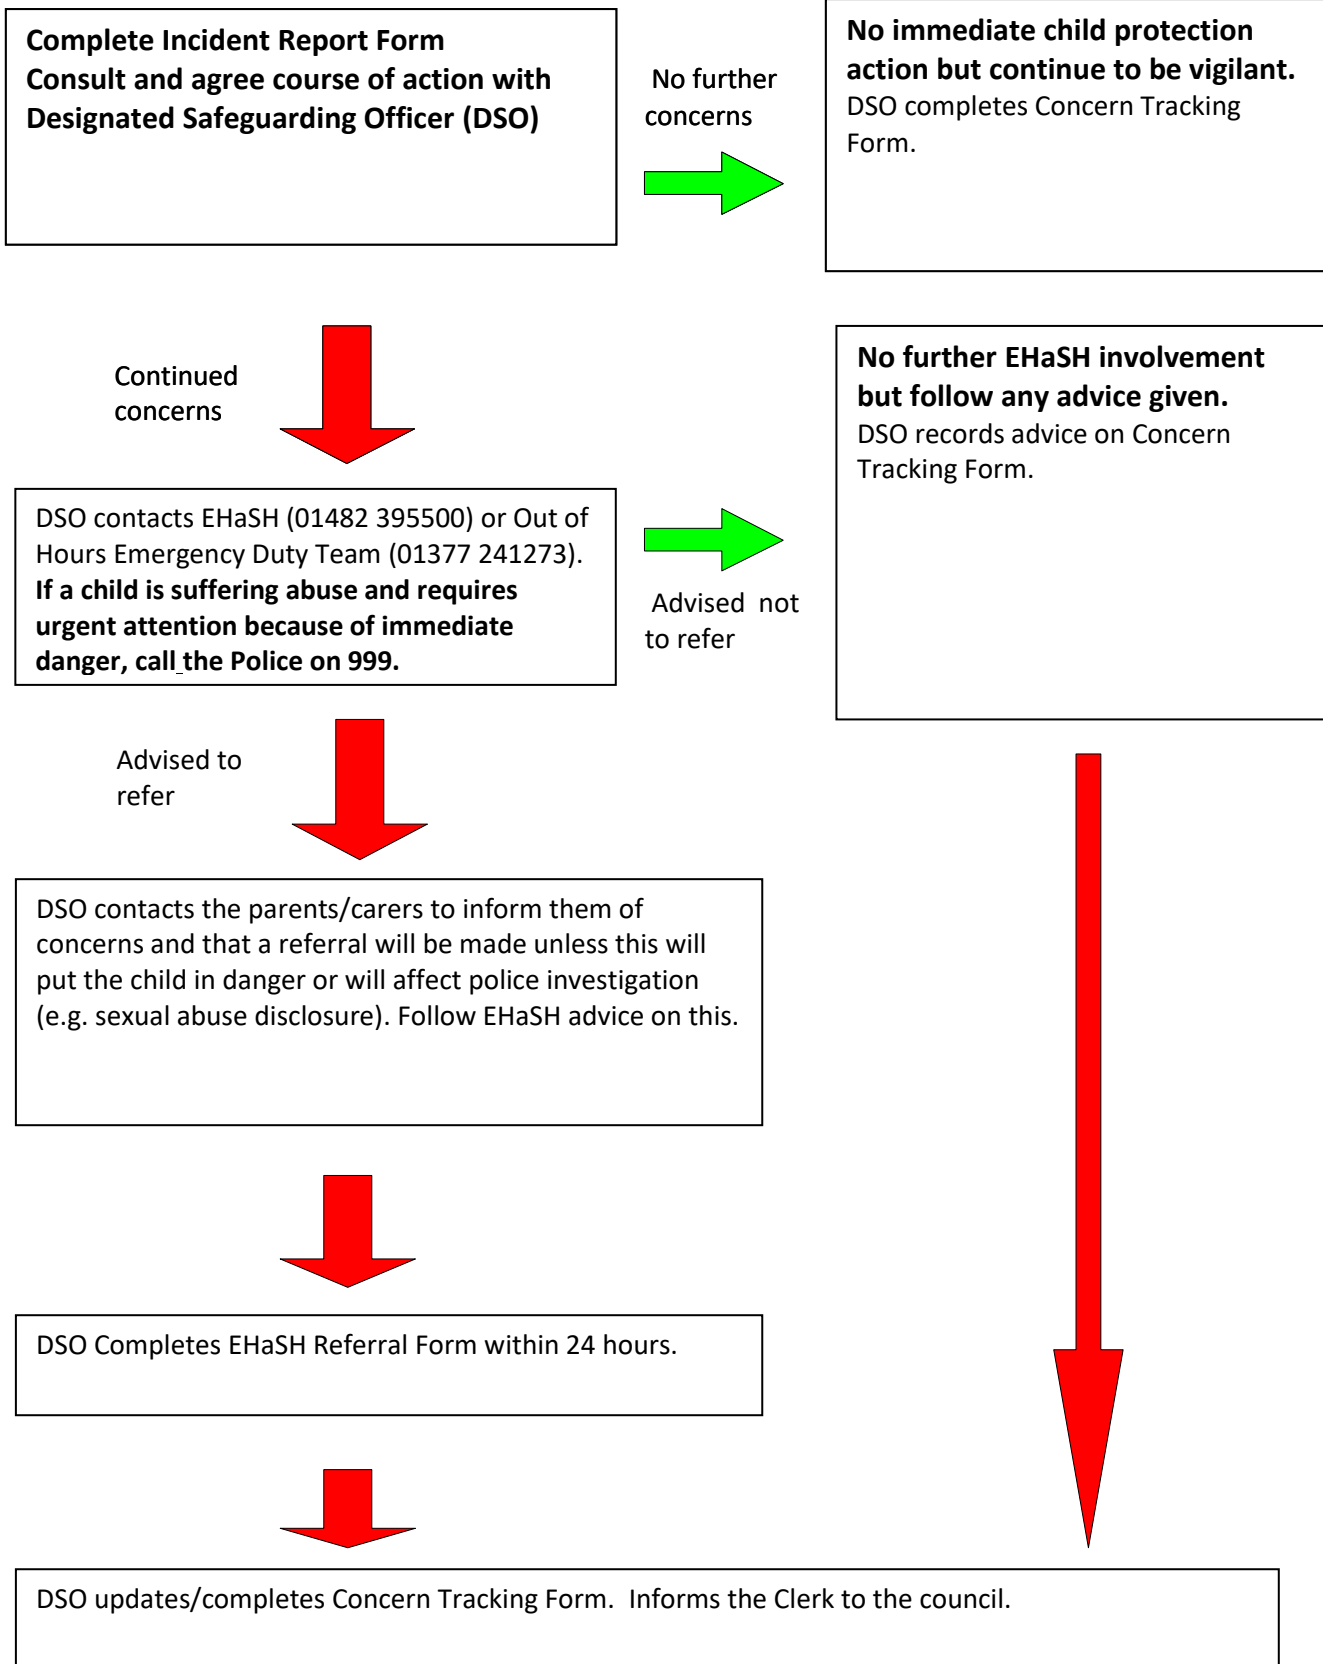 Complete Incident Report Form
Consult and agree course of action with
Designated Safeguarding Officer (DSO)
No further
concerns
No immediate child protection
action but continue to be vigilant.
DSO completes Concern Tracking
Form.
Continued
concerns
No further EHaSH involvement
but follow any advice given.
DSO records advice on Concern
Tracking Form.
DSO contacts EHaSH (01482 395500) or Out of
Hours Emergency Duty Team (01377 241273).
If a child is suffering abuse and requires
urgent attention because of immediate
danger, call the Police on 999.
Advised not
to refer
Advised to
refer
DSO contacts the parents/carers to inform them of
concerns and that a referral will be made unless this will
put the child in danger or will affect police investigation
(e.g. sexual abuse disclosure). Follow EHaSH advice on this.
DSO Completes EHaSH Referral Form within 24 hours.
DSO updates/completes Concern Tracking Form. Informs the Clerk to the council.